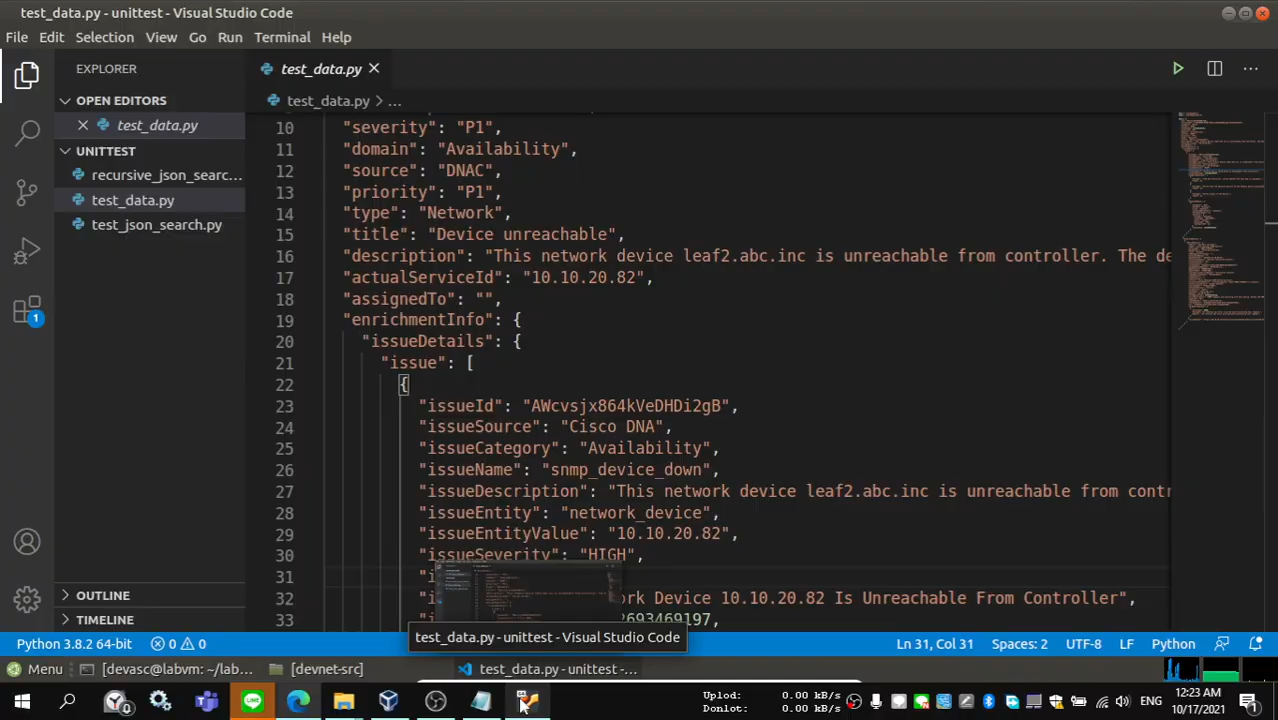 test_data.py - unittest - Visual Studio Code
File Edit Selection View Go Run Terminal Help
EXPLORER
OPEN EDITORS
test_data.py
UNITTEST
recursive_json_searc...
test_data.py
test_json_search.py
OUTLINE
TIMELINE
test_data.py
test_data.py > ...
10 "severity": "P1",
11 "domain": "Availability",
12 "source": "DNAC",
13 "priority": "P1",
14 "type": "Network",
15 "title": "Device unreachable",
16 "description": "This network device leaf2.abc.inc is unreachable from controller. The de
17 "actualServiceId": "10.10.20.82",
18 "assignedTo": "",
19 "enrichmentInfo": {
20 "issueDetails": {
21 "issue": [
22 {
23 "issueId": "AWcvsjx864kVeDHDi2gB",
24 "issueSource": "Cisco DNA",
25 "issueCategory": "Availability",
26 "issueName": "snmp_device_down",
27 "issueDescription": "This network device leaf2.abc.inc is unreachable from contr
28 "issueEntity": "network_device",
29 "issueEntityValue": "10.10.20.82",
30 "issueSeverity": "HIGH",
31
32 rk Device 10.10.20.82 Is Unreachable From Controller",
33 2693469197,
test_data.py - unittest - Visual Studio Code
Python 3.8.2 64-bit 0 0 Ln 31, Col 31 Spaces: 2 UTF-8 LF Python
Menu [devasc@labvm: ~/lab... [devnet-src] test_data.py - unittest -...
Uplod: 0.00 kB/s
Donlot: 0.00 kB/s
ENG
12:23 AM
10/17/2021